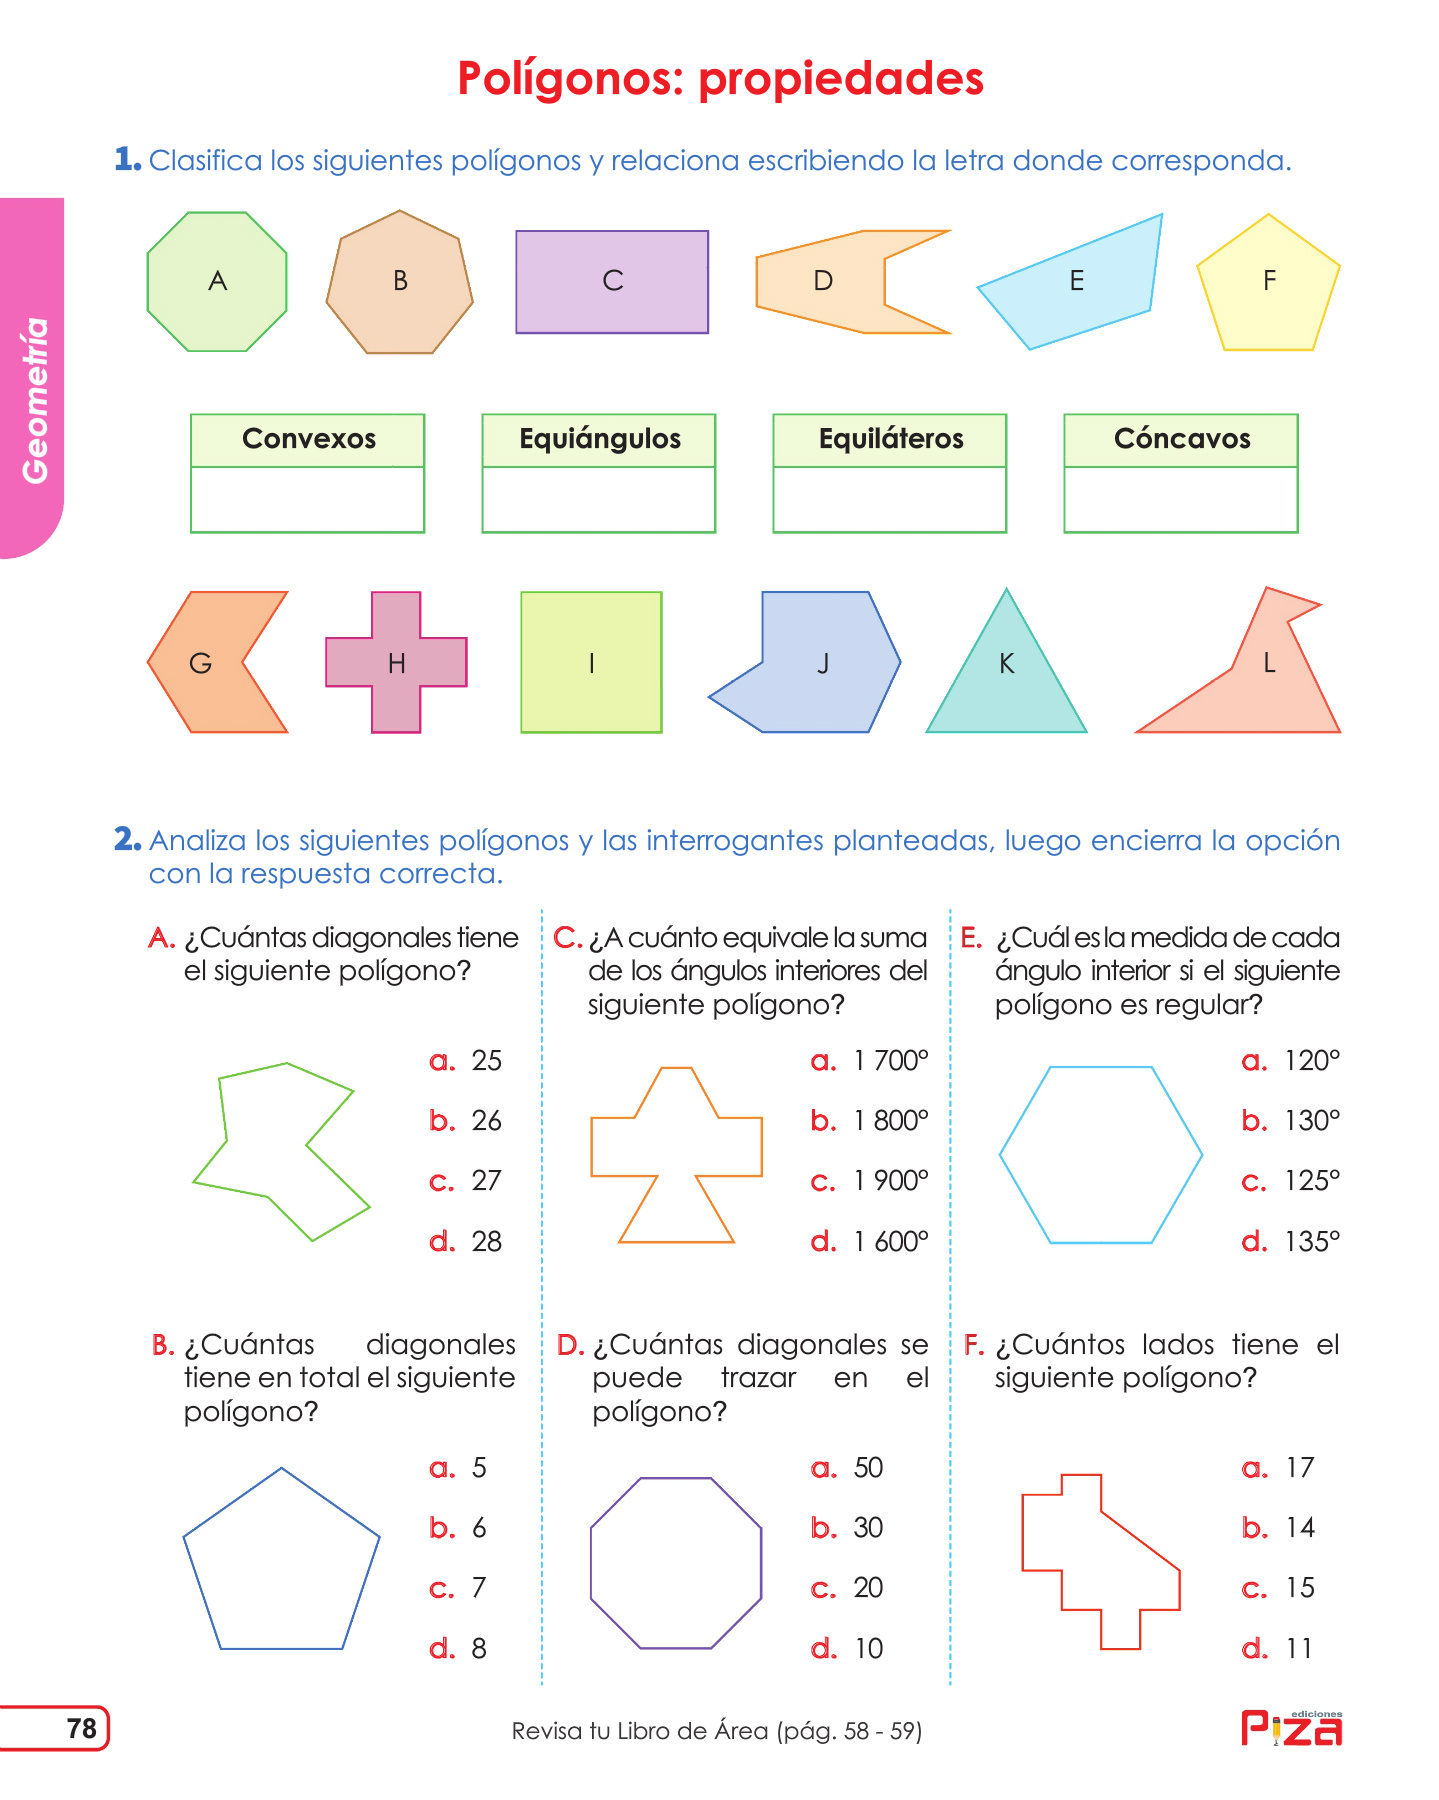 Polígonos: propiedades
1. Clasifica los siguientes polígonos y relaciona escribiendo la letra donde corresponda.
Geometría
A B C D E F
Convexos Equiángulos Equiláteros Cóncavos
G H I J K L
2. Analiza los siguientes polígonos y las interrogantes planteadas, luego encierra la opción
con la respuesta correcta.
A. ¿Cuántas diagonales tiene
el siguiente polígono?
a. 25
b. 26
c. 27
d. 28
B. ¿Cuántas diagonales
tiene en total el siguiente
polígono?
a. 5
b. 6
c. 7
d. 8
C. ¿A cuánto equivale la suma
de los ángulos interiores del
siguiente polígono?
a. 1 700°
b. 1 800°
c. 1 900°
d. 1 600°
D. ¿Cuántas diagonales se
puede trazar en el
polígono?
a. 50
b. 30
c. 20
d. 10
E. ¿Cuál es la medida de cada
ángulo interior si el siguiente
polígono es regular?
a. 120°
b. 130°
c. 125°
d. 135°
F. ¿Cuántos lados tiene el
siguiente polígono?
a. 17
b. 14
c. 15
d. 11
78
Revisa tu Libro de Área (pág. 58 - 59)
ediciones
Piza